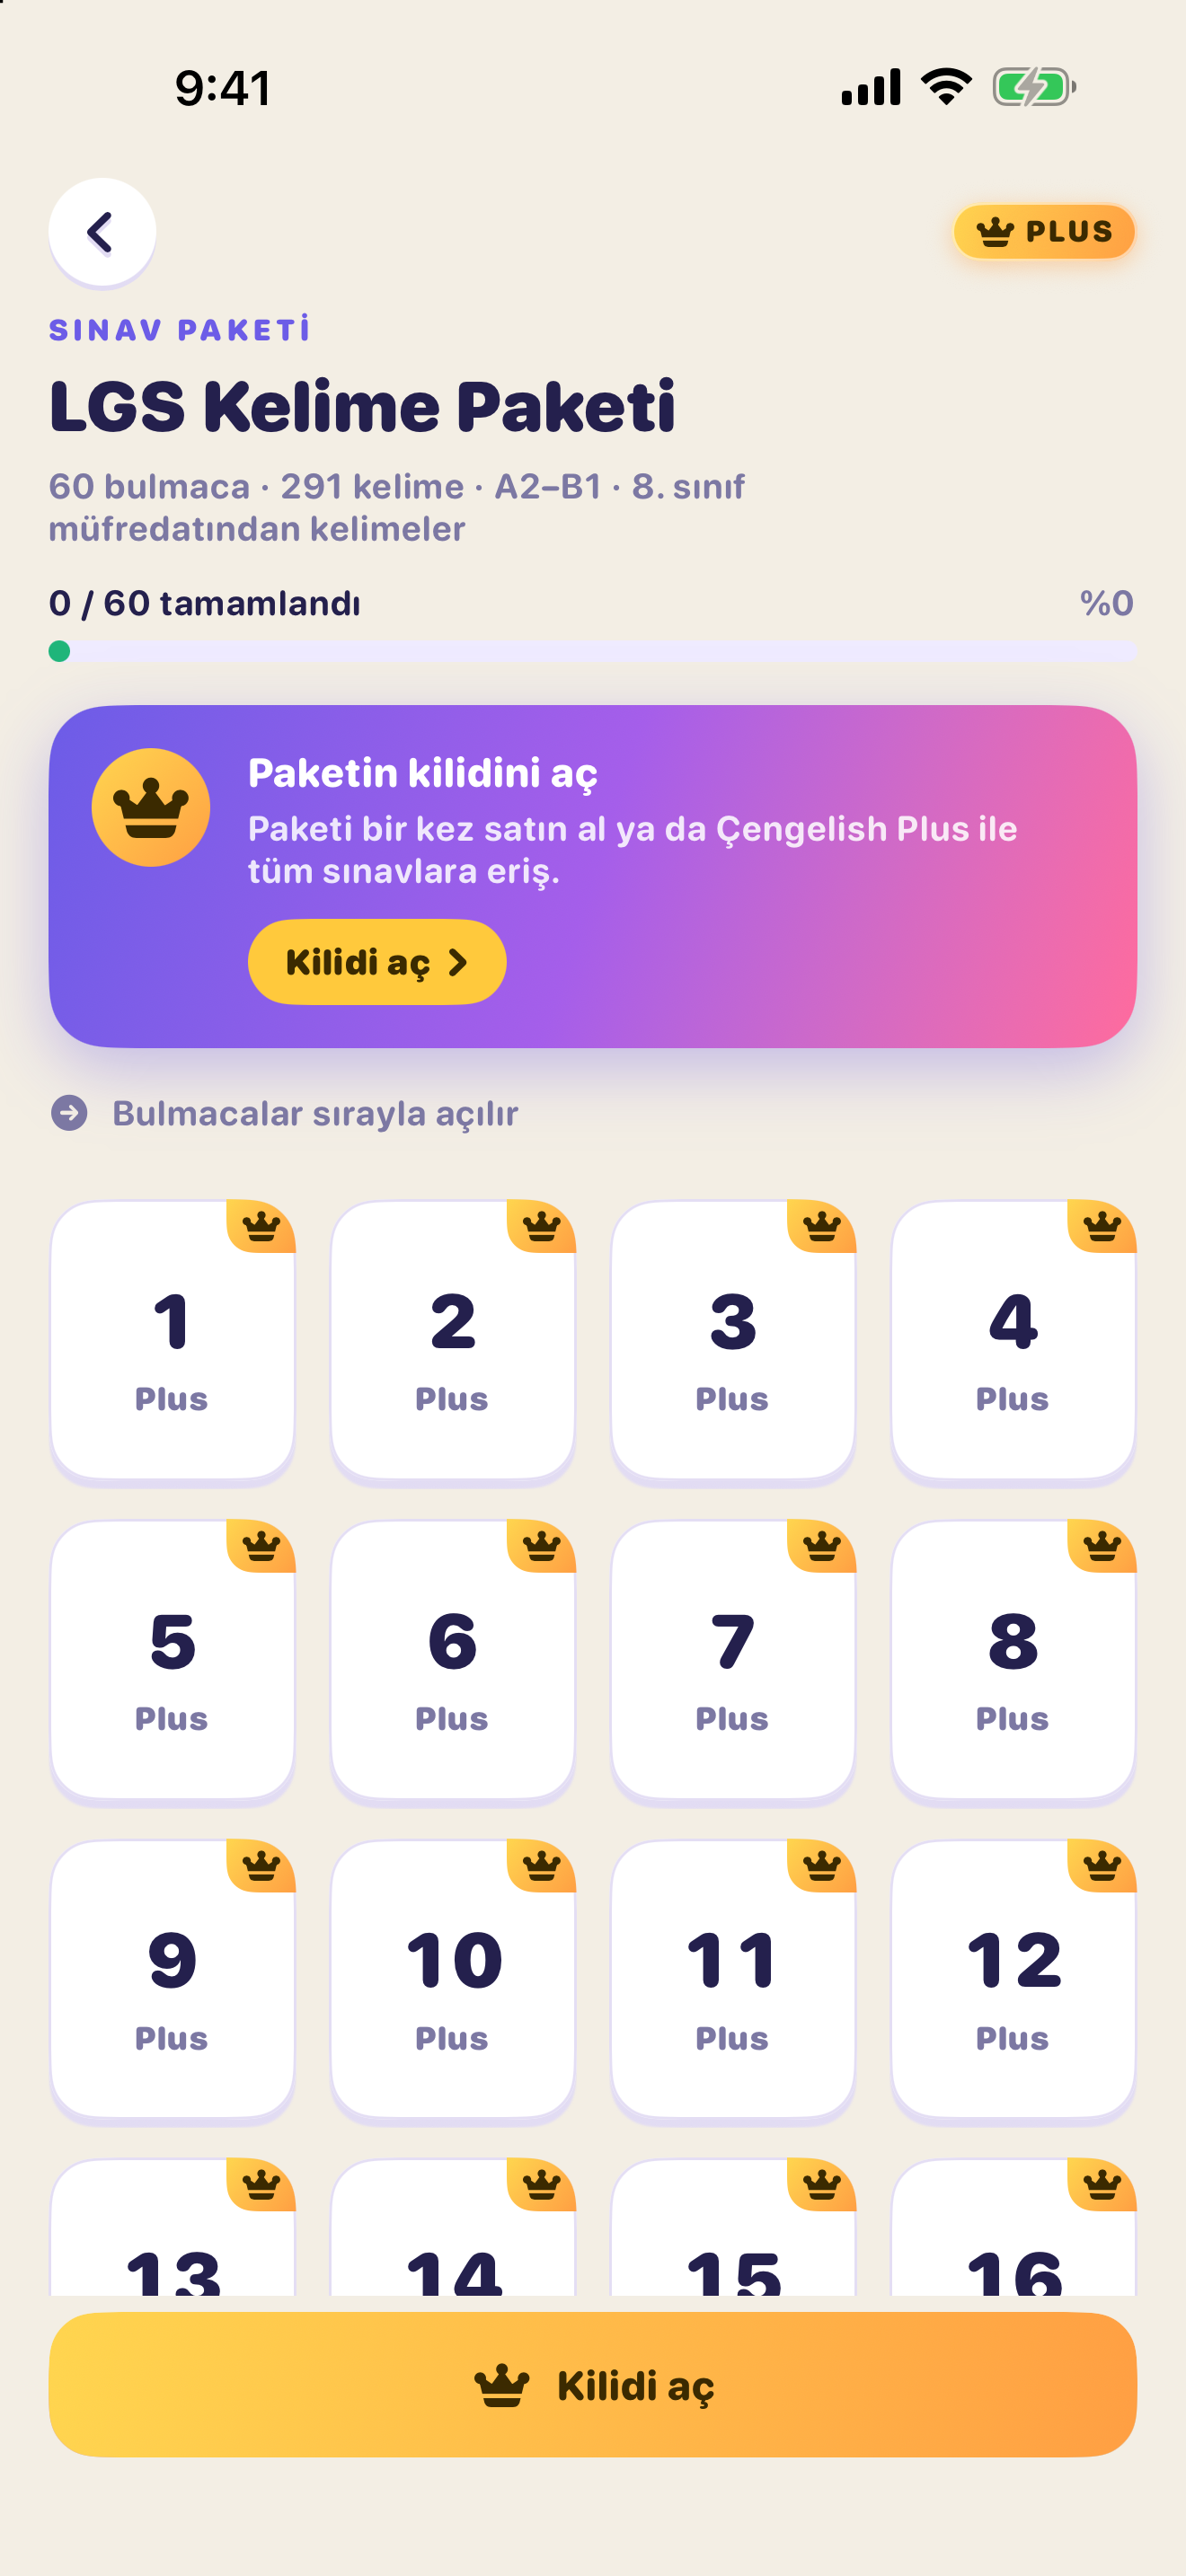 9:41
PLUS
SINAV PAKETİ
LGS Kelime Paketi
60 bulmaca · 291 kelime · A2–B1 · 8. sınıf
müfredatından kelimeler
0 / 60 tamamlandı %0
Paketin kilidini aç
Paketi bir kez satın al ya da Çengelish Plus ile
tüm sınavlara eriş.
Kilidi aç
Bulmacalar sırayla açılır
1 2 3 4
Plus Plus Plus Plus
5 6 7 8
Plus Plus Plus Plus
9 10 11 12
Plus Plus Plus Plus
13 14 15 16
Kilidi aç